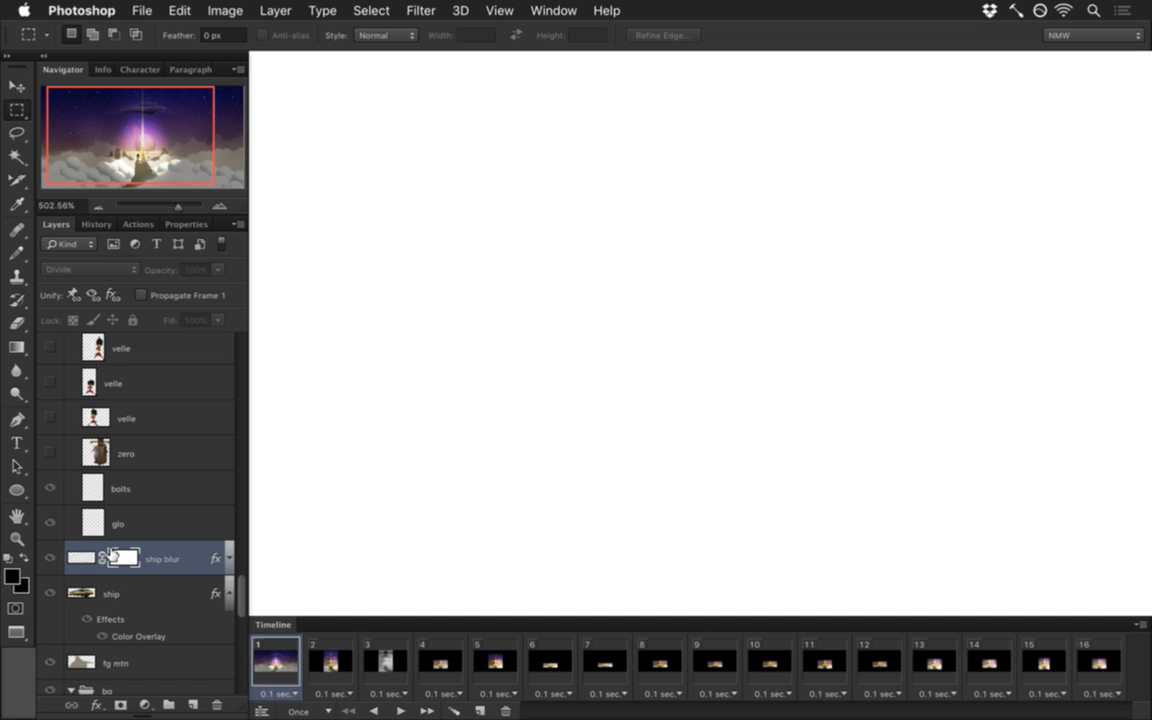 Photoshop File Edit Image Layer Type Select Filter 3D View Window Help
Feather: 0 px Anti-alias Style: Normal Width: Height: Refine Edge... NMW
Navigator Info Character Paragraph
502.56%
Layers History Actions Properties
Kind
Divide Opacity: 100%
Unify: Propagate Frame 1
Lock: Fill: 100%
velle
velle
velle
zero
bolts
glo
ship blur fx
ship fx
Effects
Color Overlay
fg mtn
bg
fx
Timeline
1 2 3 4 5 6 7 8 9 10 11 12 13 14 15 16
0.1 sec. 0.1 sec. 0.1 sec. 0.1 sec. 0.1 sec. 0.1 sec. 0.1 sec. 0.1 sec. 0.1 sec. 0.1 sec. 0.1 sec. 0.1 sec. 0.1 sec. 0.1 sec. 0.1 sec. 0.1 sec.
Once